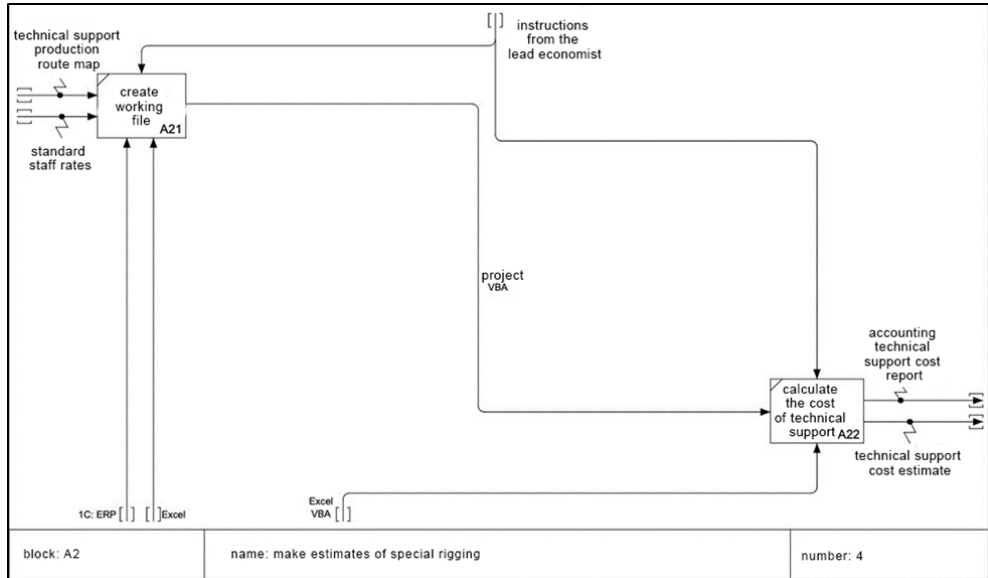 technical support
production
route map
instructions
from the
lead economist
create
working
file
A21
standard
staff rates
project
VBA
accounting
technical
support cost
report
calculate
the cost
of technical
support A22
technical support
cost estimate
1C: ERP
Excel
Excel
VBA
block: A2
name: make estimates of special rigging
number: 4